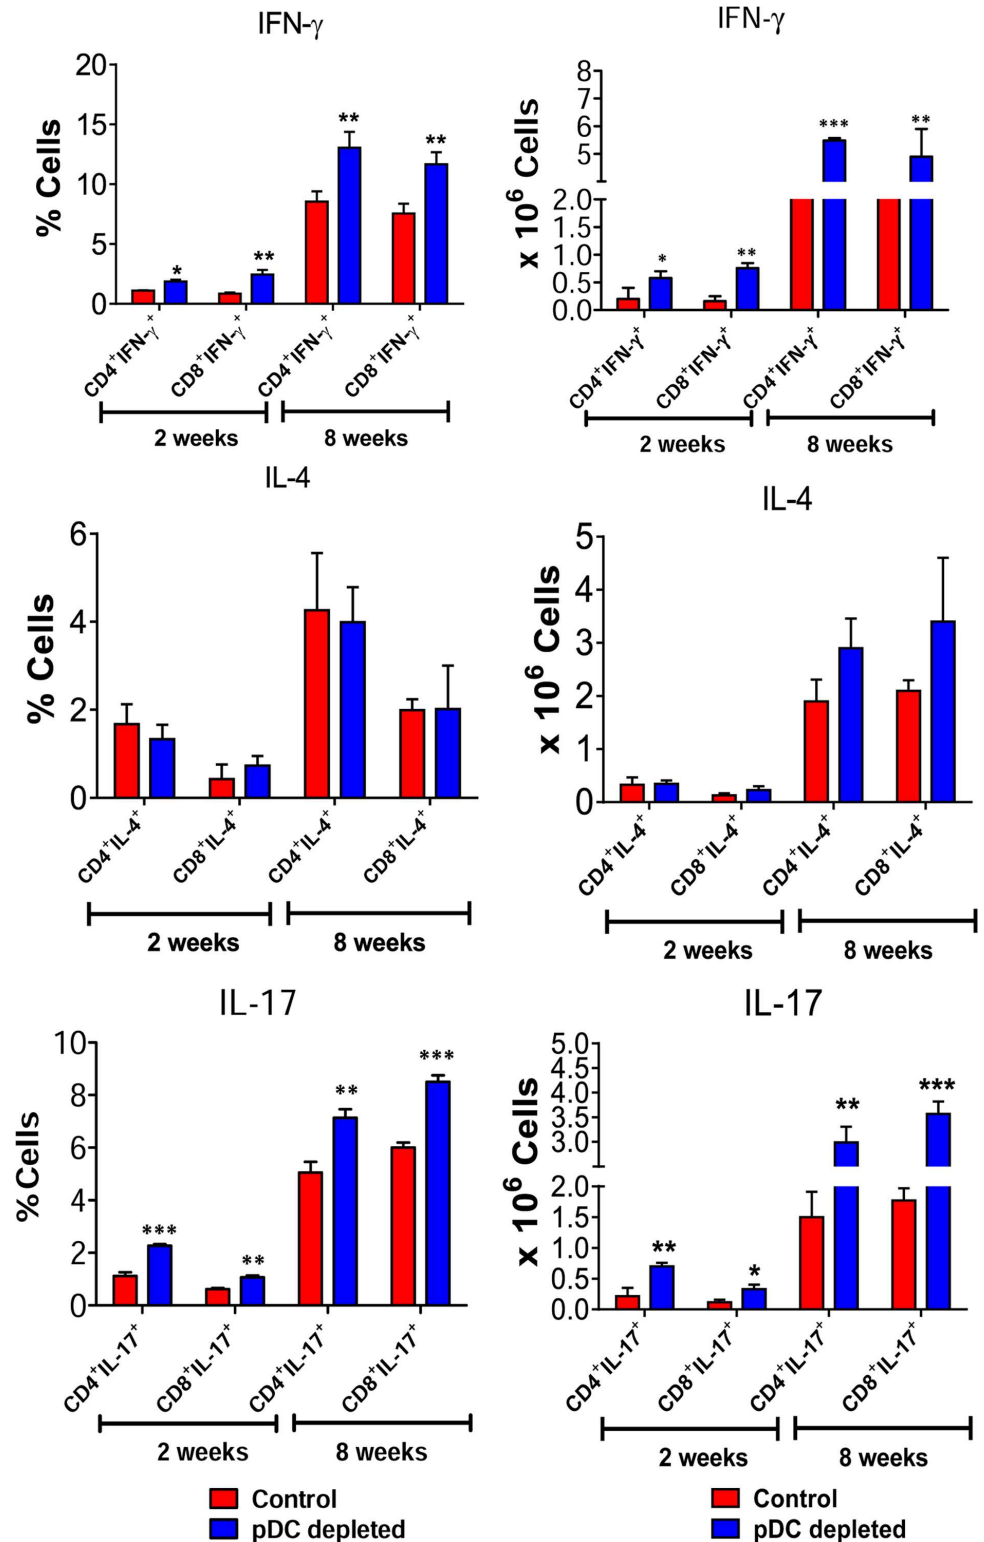 IFN-γ
% Cells
20
15
10
5
0
* ** ** **
CD4⁺IFN-γ⁺ CD8⁺IFN-γ⁺ CD4⁺IFN-γ⁺ CD8⁺IFN-γ⁺
2 weeks 8 weeks
IFN-γ
x 10⁶ Cells
8
7
6
5
2.0
1.5
1.0
0.5
0.0
* ** *** **
CD4⁺IFN-γ⁺ CD8⁺IFN-γ⁺ CD4⁺IFN-γ⁺ CD8⁺IFN-γ⁺
2 weeks 8 weeks
IL-4
% Cells
6
4
2
0
CD4⁺IL-4⁺ CD8⁺IL-4⁺ CD4⁺IL-4⁺ CD8⁺IL-4⁺
2 weeks 8 weeks
IL-4
x 10⁶ Cells
5
4
3
2
1
0
CD4⁺IL-4⁺ CD8⁺IL-4⁺ CD4⁺IL-4⁺ CD8⁺IL-4⁺
2 weeks 8 weeks
IL-17
%Cells
10
8
6
4
2
0
*** ** ** ***
CD4⁺IL-17⁺ CD8⁺IL-17⁺ CD4⁺IL-17⁺ CD8⁺IL-17⁺
2 weeks 8 weeks
IL-17
x 10⁶ Cells
5.0
4.5
4.0
3.5
3.0
2.0
1.5
1.0
0.5
0.0
** * ** ***
CD4⁺IL-17⁺ CD8⁺IL-17⁺ CD4⁺IL-17⁺ CD8⁺IL-17⁺
2 weeks 8 weeks
Control
pDC depleted
Control
pDC depleted